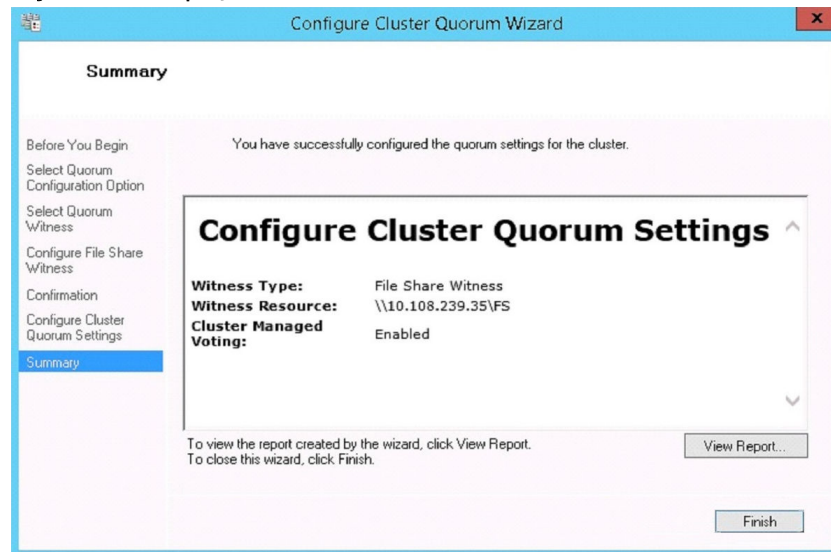 Configure Cluster Quorum Wizard
x
Summary
Before You Begin
Select Quorum
Configuration Option
Select Quorum
Witness
Configure File Share
Witness
Confirmation
Configure Cluster
Quorum Settings
Summary
You have successfully configured the quorum settings for the cluster.
Configure Cluster Quorum Settings
Witness Type: File Share Witness
Witness Resource: \\10.108.239.35\FS
Cluster Managed
Voting: Enabled
To view the report created by the wizard, click View Report.
To close this wizard, click Finish.
View Report...
Finish